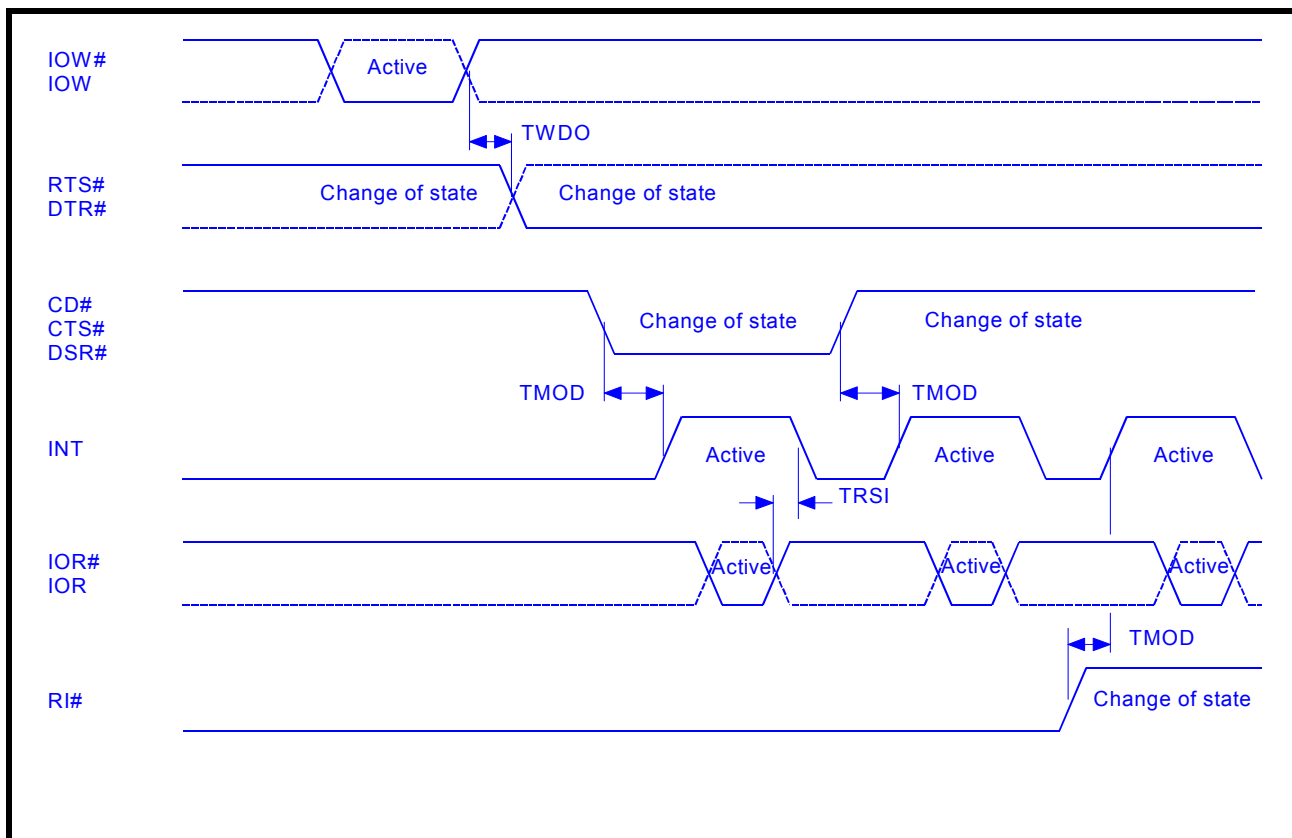 IOW#
IOW
Active
TWDO
RTS#
DTR#
Change of state
Change of state
CD#
CTS#
DSR#
Change of state
Change of state
TMOD
TMOD
INT
Active
Active
Active
TRSI
IOR#
IOR
Active
Active
Active
TMOD
RI#
Change of state